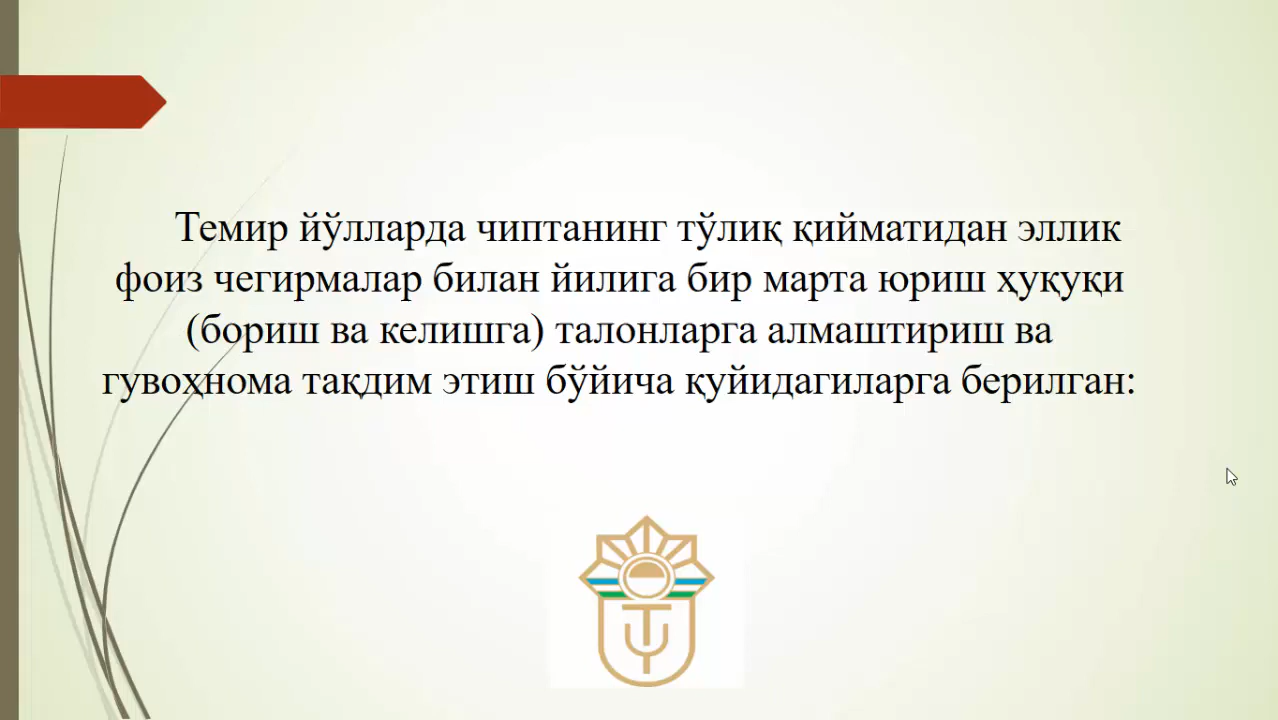 Темир йўлларда чиптанинг тўлиқ қийматидан эллик
фоиз чегирмалар билан йилига бир марта юриш ҳуқуқи
(бориш ва келишга) талонларга алмаштириш ва
гувоҳнома тақдим этиш бўйича қуйидагиларга берилган: